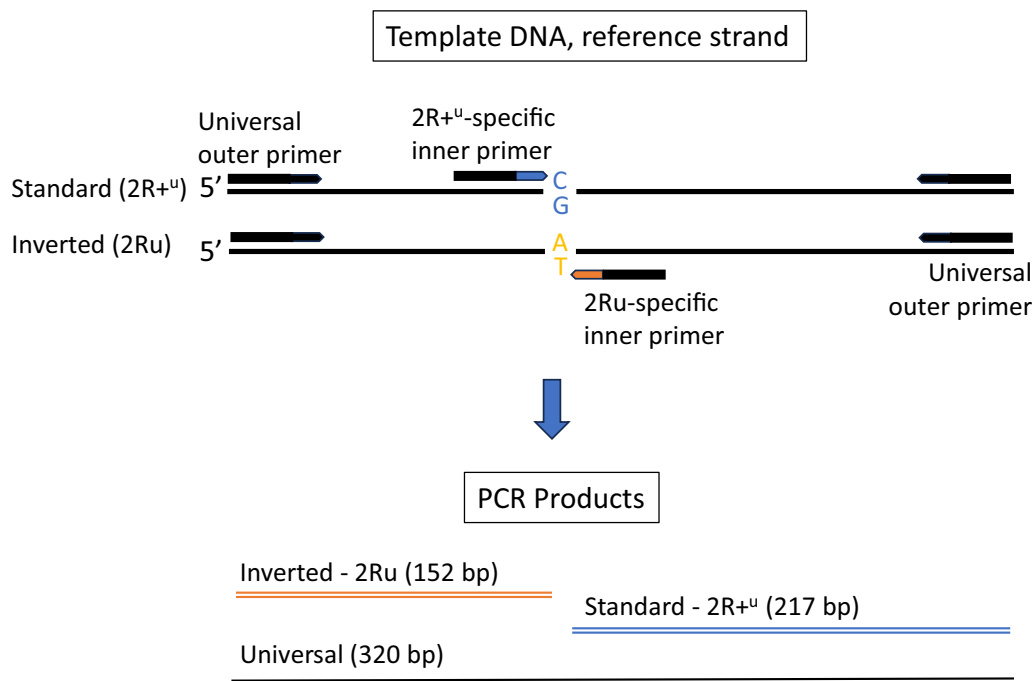 Template DNA, reference strand
Universal
outer primer
2R+ᵘ-specific
inner primer
Standard (2R+ᵘ) 5’
C
G
Inverted (2Ru) 5’
A
T
2Ru-specific
inner primer
Universal
outer primer
PCR Products
Inverted - 2Ru (152 bp)
Standard - 2R+ᵘ (217 bp)
Universal (320 bp)